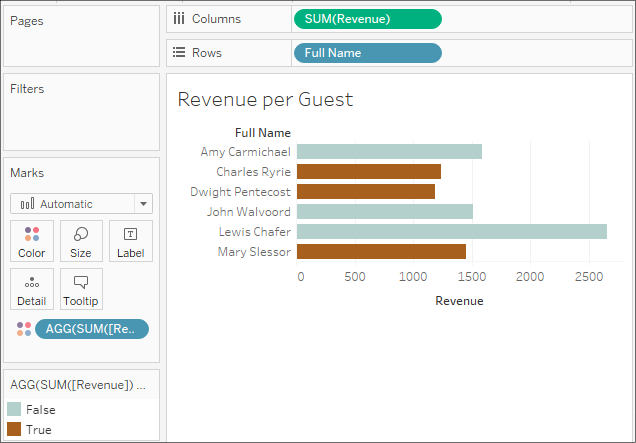 Pages
Columns
SUM(Revenue)
Rows
Full Name
Filters
Marks
Automatic
Color
Size
Label
Detail
Tooltip
AGG(SUM([Re..
AGG(SUM([Revenue]) ...
False
True
Revenue per Guest
Full Name
Amy Carmichael
Charles Ryrie
Dwight Pentecost
John Walvoord
Lewis Chafer
Mary Slessor
0 500 1000 1500 2000 2500
Revenue